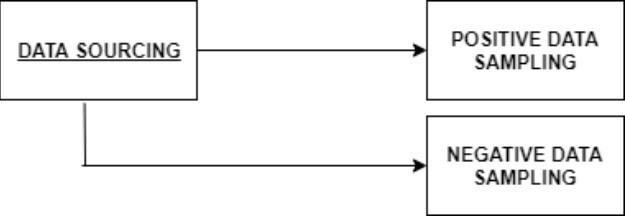 DATA SOURCING
POSITIVE DATA
SAMPLING
NEGATIVE DATA
SAMPLING